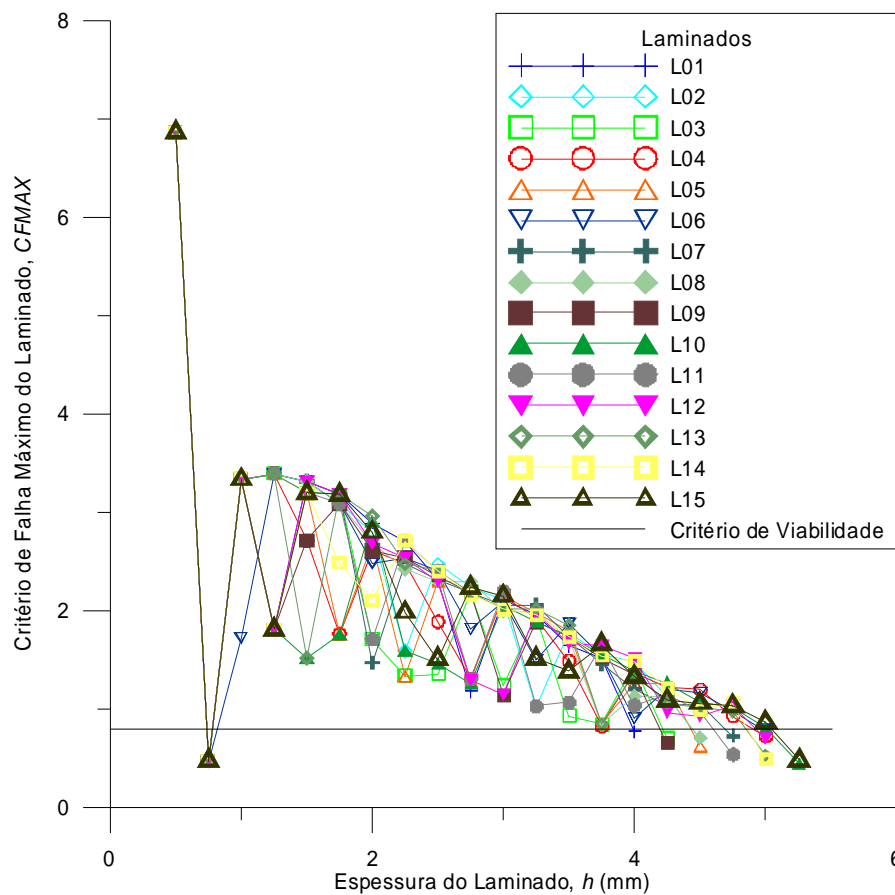 8
6
4
2
0
Critério de Falha Máximo do Laminado, CFMAX
Laminados
L01
L02
L03
L04
L05
L06
L07
L08
L09
L10
L11
L12
L13
L14
L15
Critério de Viabilidade
0
2
4
6
Espessura do Laminado, h (mm)